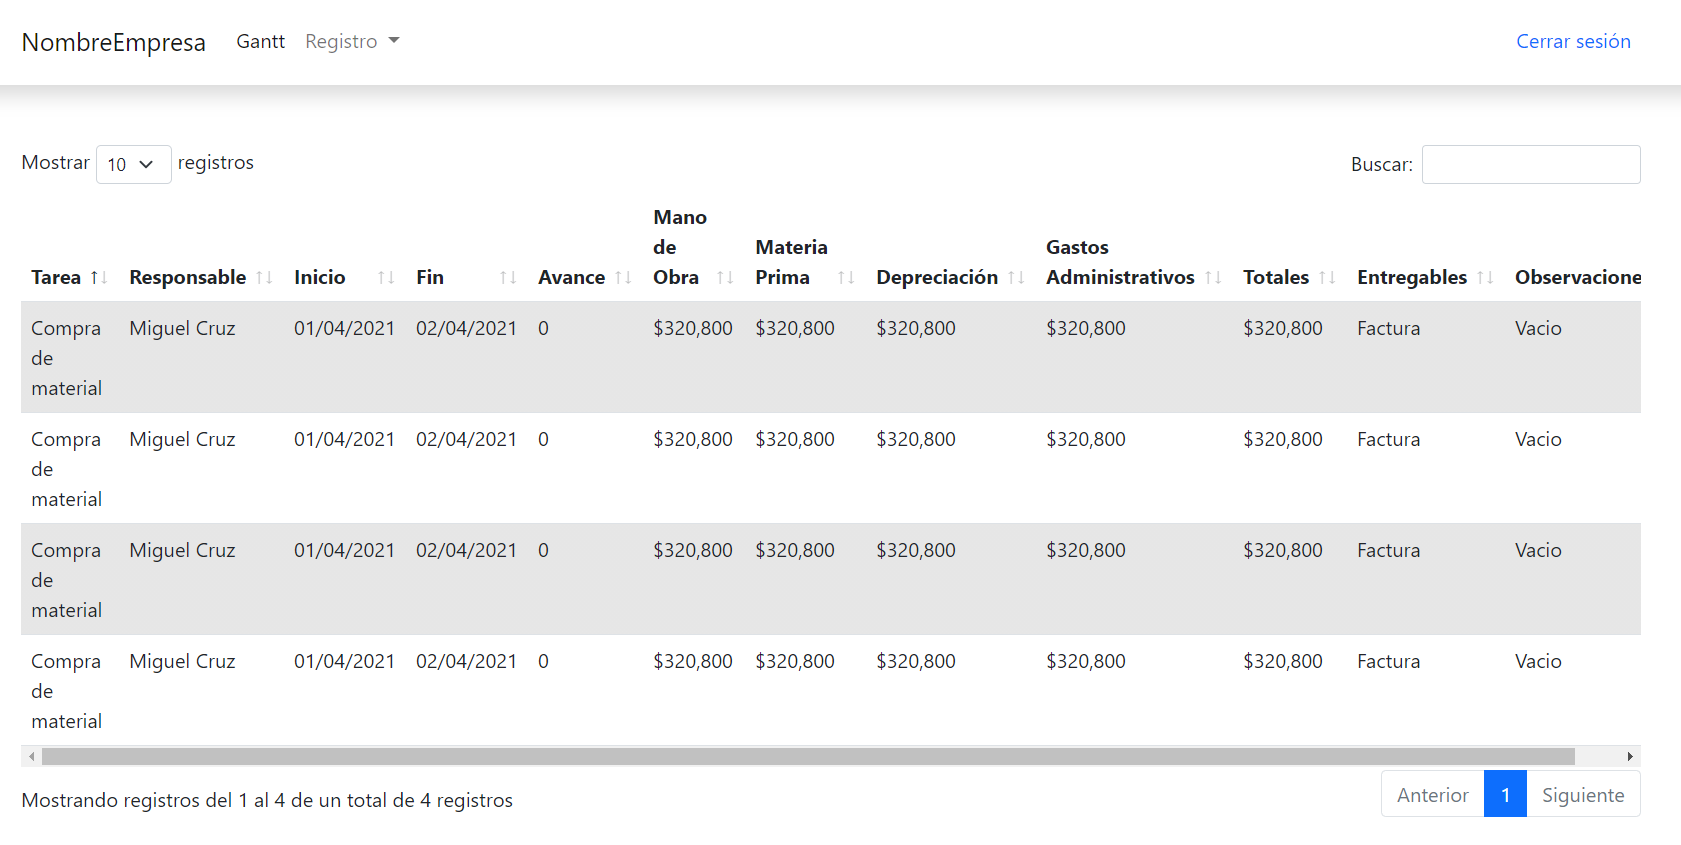 NombreEmpresa Gantt Registro Cerrar sesión
Mostrar 10 registros Buscar:
Mano
de Materia Gastos
Tarea Responsable Inicio Fin Avance Obra Prima Depreciación Administrativos Totales Entregables Observacione
Compra Miguel Cruz 01/04/2021 02/04/2021 0 $320,800 $320,800 $320,800 $320,800 $320,800 Factura Vacio
de
material
Compra Miguel Cruz 01/04/2021 02/04/2021 0 $320,800 $320,800 $320,800 $320,800 $320,800 Factura Vacio
de
material
Compra Miguel Cruz 01/04/2021 02/04/2021 0 $320,800 $320,800 $320,800 $320,800 $320,800 Factura Vacio
de
material
Compra Miguel Cruz 01/04/2021 02/04/2021 0 $320,800 $320,800 $320,800 $320,800 $320,800 Factura Vacio
de
material
Mostrando registros del 1 al 4 de un total de 4 registros Anterior 1 Siguiente